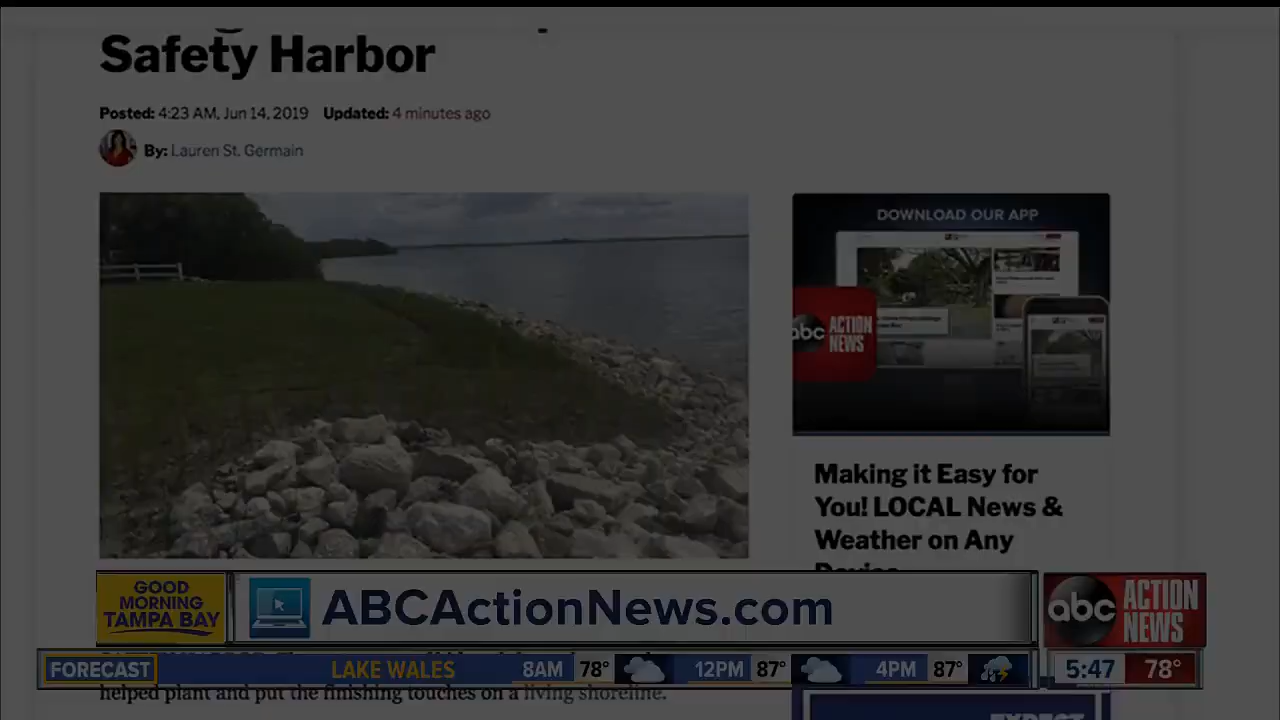 Safety Harbor
Posted: 4:23 AM, Jun 14, 2019 Updated: 4 minutes ago
By: Lauren St. Germain
DOWNLOAD OUR APP
abc ACTION NEWS
Making it Easy for
You! LOCAL News &
Weather on Any
GOOD
MORNING
TAMPA BAY
ABCActionNews.com
abc ACTION
NEWS
FORECAST LAKE WALES 8AM 78° 12PM 87° 4PM 87° 5:47 78°
helped plant and put the finishing touches on a living shoreline.